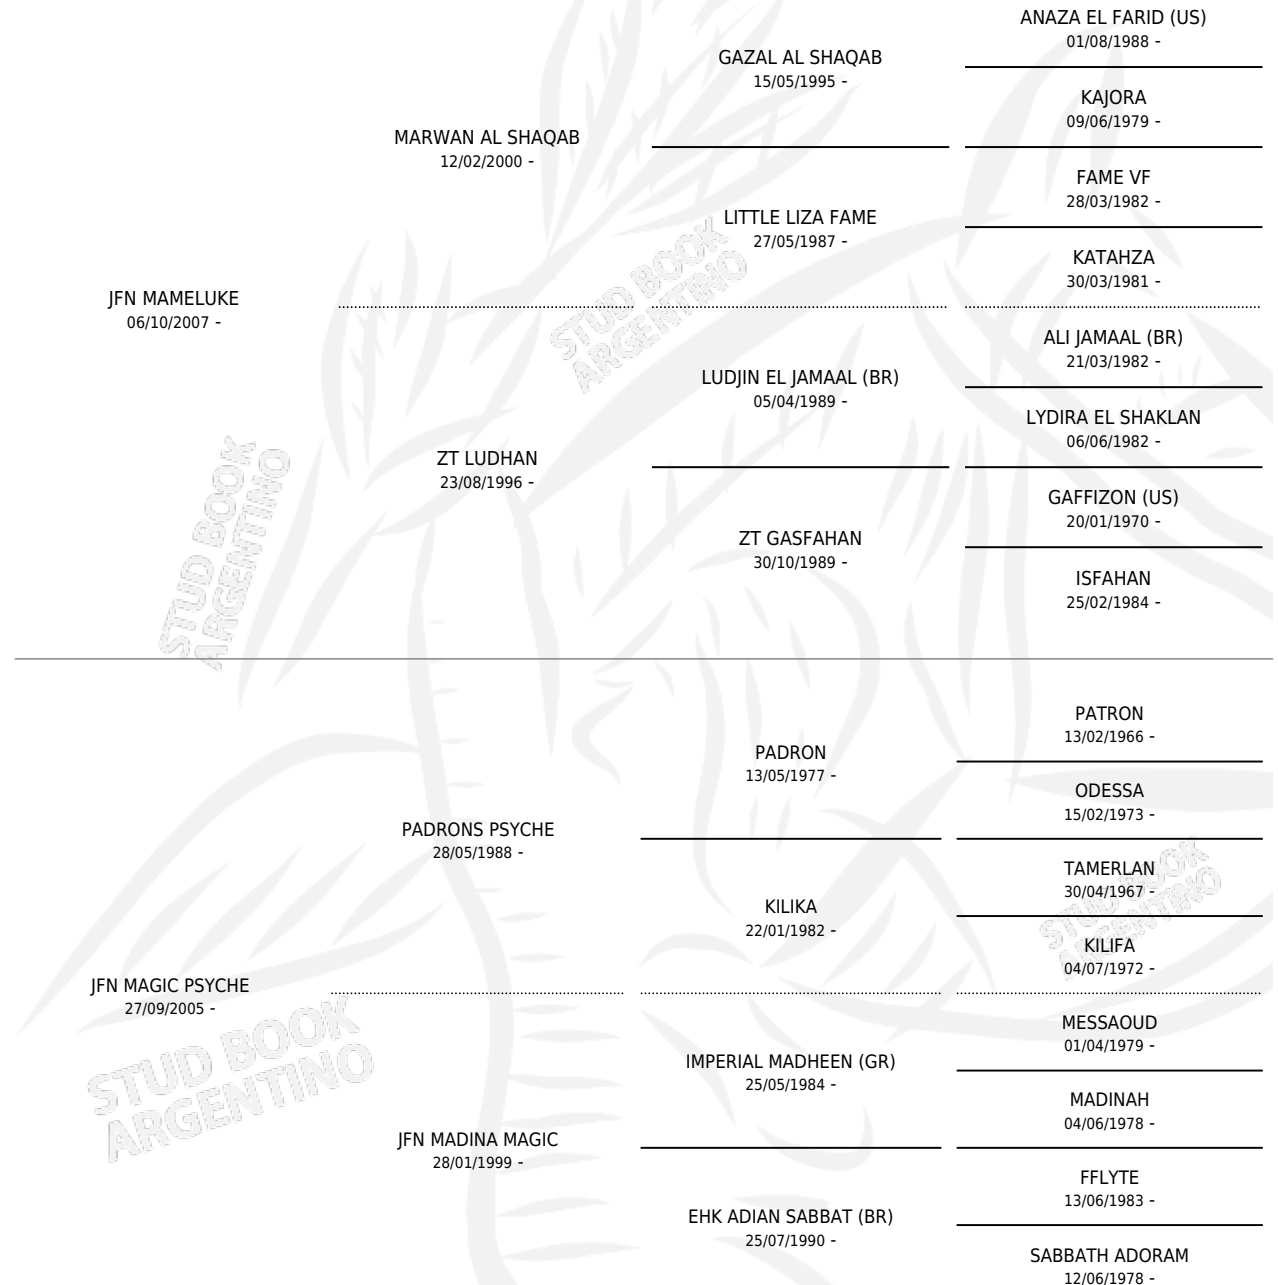 ANAZA EL FARID (US)
01/08/1988 -
GAZAL AL SHAQAB
15/05/1995 -
KAJORA
09/06/1979 -
MARWAN AL SHAQAB
12/02/2000 -
FAME VF
28/03/1982 -
LITTLE LIZA FAME
27/05/1987 -
KATAHZA
30/03/1981 -
JFN MAMELUKE
06/10/2007 -
STUD BOOK
ARGENTINO
ALI JAMAAL (BR)
21/03/1982 -
LUDJIN EL JAMAAL (BR)
05/04/1989 -
LYDIRA EL SHAKLAN
06/06/1982 -
ZT LUDHAN
23/08/1996 -
GAFFIZON (US)
20/01/1970 -
ZT GASFAHAN
30/10/1989 -
ISFAHAN
25/02/1984 -
STUD BOOK
ARGENTINO
PATRON
13/02/1966 -
PADRON
13/05/1977 -
ODESSA
15/02/1973 -
PADRONS PSYCHE
28/05/1988 -
TAMERLAN
30/04/1967 -
KILIKA
22/01/1982 -
KILIFA
04/07/1972 -
STUD BOOK
ARGENTINO
JFN MAGIC PSYCHE
27/09/2005 -
STUD BOOK
ARGENTINO
MESSAOUD
01/04/1979 -
IMPERIAL MADHEEN (GR)
25/05/1984 -
MADINAH
04/06/1978 -
JFN MADINA MAGIC
28/01/1999 -
FFLYTE
13/06/1983 -
EHK ADIAN SABBAT (BR)
25/07/1990 -
SABBATH ADORAM
12/06/1978 -